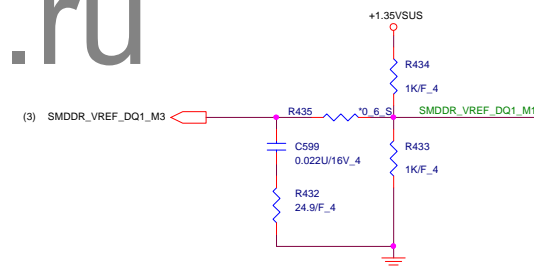 .ru
+1.35VSUS
R434
1K/F_4
(3) SMDDR_VREF_DQ1_M3
R435
*0_6_S
SMDDR_VREF_DQ1_M1
C599
0.022U/16V_4
R433
1K/F_4
R432
24.9/F_4